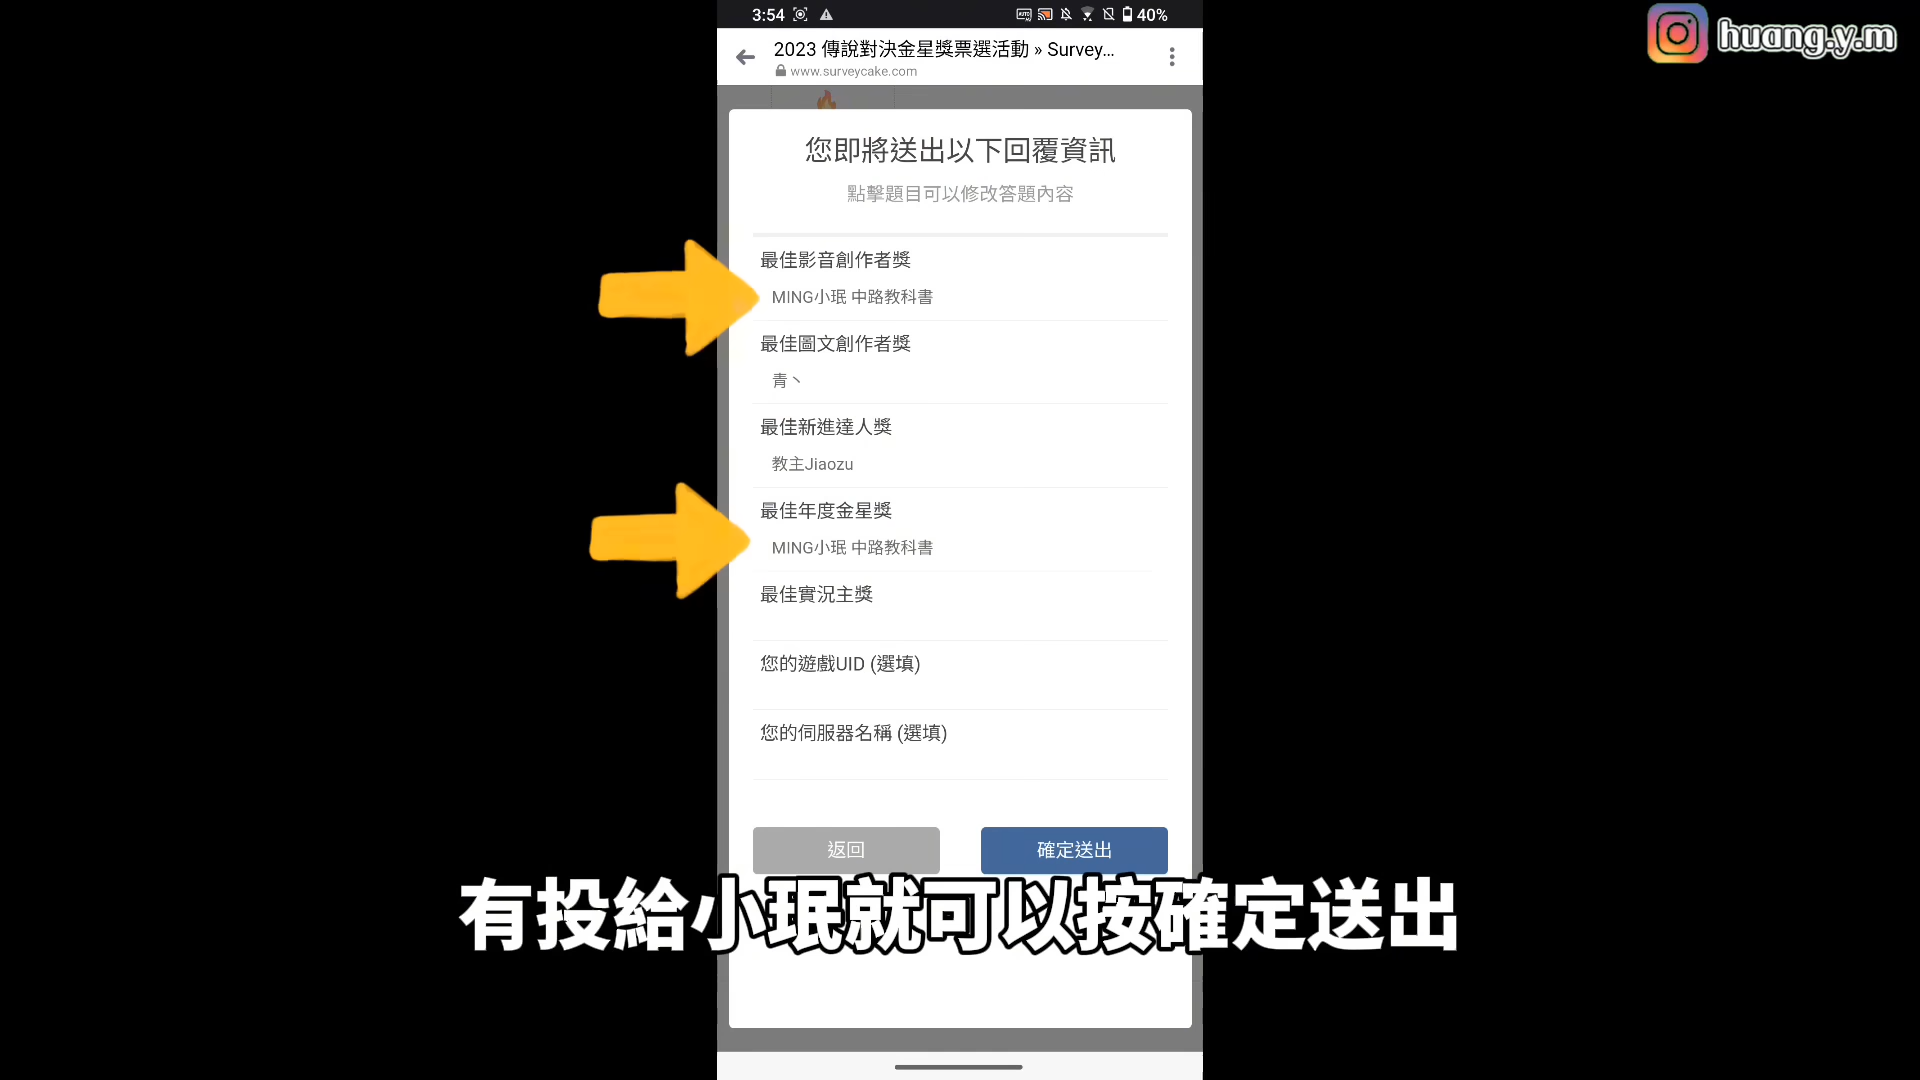 3:54
40%
huang.y.m
2023 傳說對決金星獎票選活動 » Survey...
www.surveycake.com
您即將送出以下回覆資訊
點擊題目可以修改答題內容
最佳影音創作者獎
MING小珉 中路教科書
最佳圖文創作者獎
青丶
最佳新進達人獎
教主Jiaozu
最佳年度金星獎
MING小珉 中路教科書
最佳實況主獎
您的遊戲UID (選填)
您的伺服器名稱 (選填)
返回
確定送出
有投給小珉就可以按確定送出